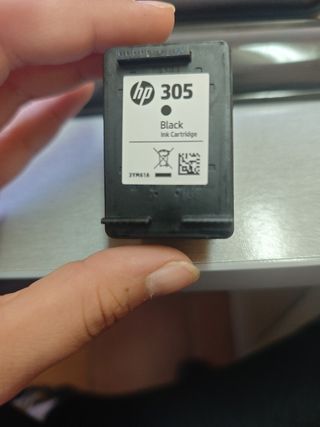 hp 305
Black
Ink Cartridge
3YM61A